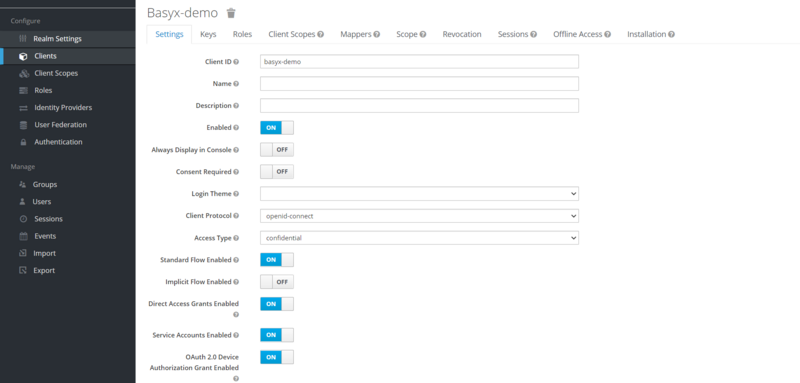 Configure
Realm Settings
Clients
Client Scopes
Roles
Identity Providers
User Federation
Authentication
Manage
Groups
Users
Sessions
Events
Import
Export
Basyx-demo
Settings Keys Roles Client Scopes Mappers Scope Revocation Sessions Offline Access Installation
Client ID basyx-demo
Name
Description
Enabled ON
Always Display in Console OFF
Consent Required OFF
Login Theme
Client Protocol openid-connect
Access Type confidential
Standard Flow Enabled ON
Implicit Flow Enabled OFF
Direct Access Grants Enabled ON
Service Accounts Enabled ON
OAuth 2.0 Device ON
Authorization Grant Enabled